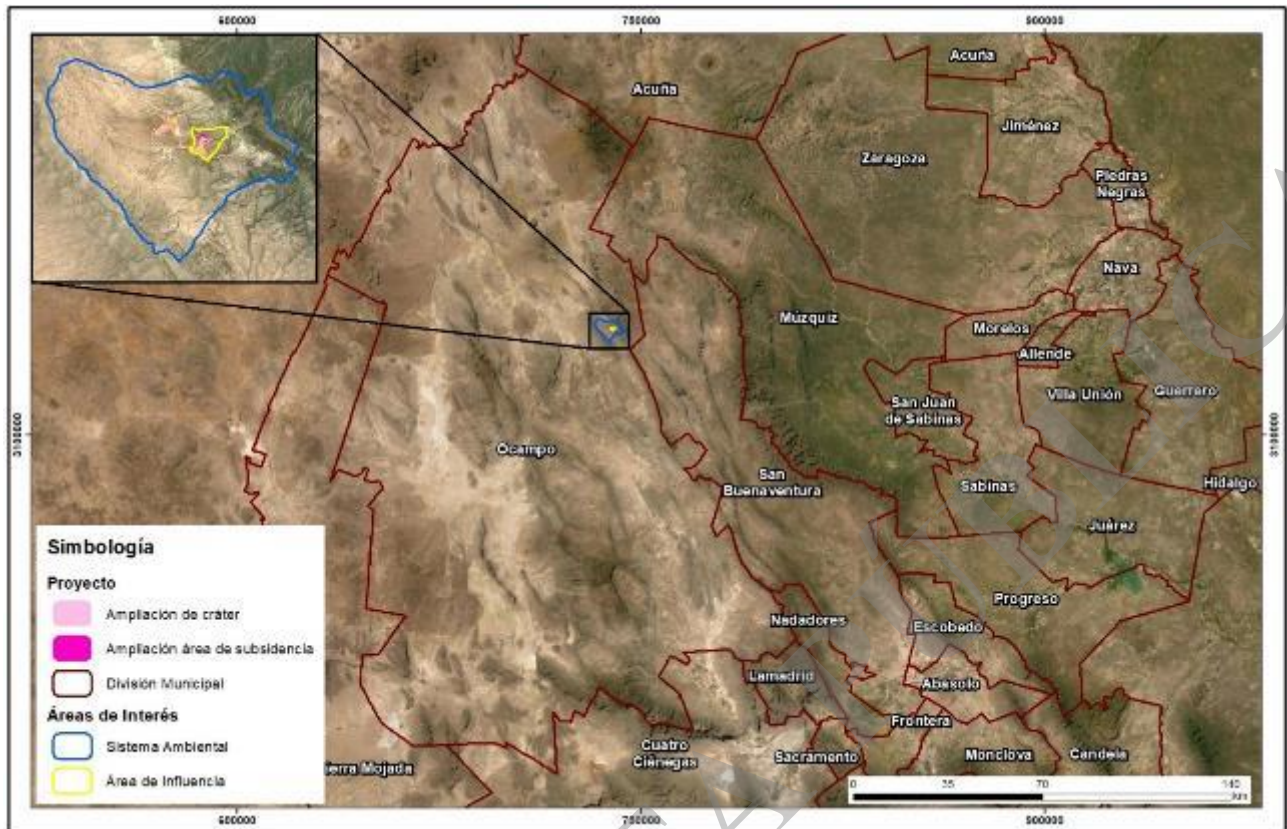 600000
750000
900000
Acuña
Acuña
Jiménez
Zaragoza
Piedras
Negras
Nava
Múzquiz
Morelos
Allende
Villa Unión
Guerrero
San Juan
de Sabinas
3100000
3100000
Ocampo
San
Buenaventura
Sabinas
Hidalgo
Juárez
Progreso
Nadadores
Escobedo
Lamadrid
Abasolo
Frontera
Cuatro
Ciénegas
Sacramento
Monclova
Candela
ierra Mojada
Simbología
Proyecto
Ampliación de cráter
Ampliación área de subsidencia
División Municipal
Áreas de Interés
Sistema Ambiental
Área de Influencia
0
35
70
140
km
600000
750000
900000